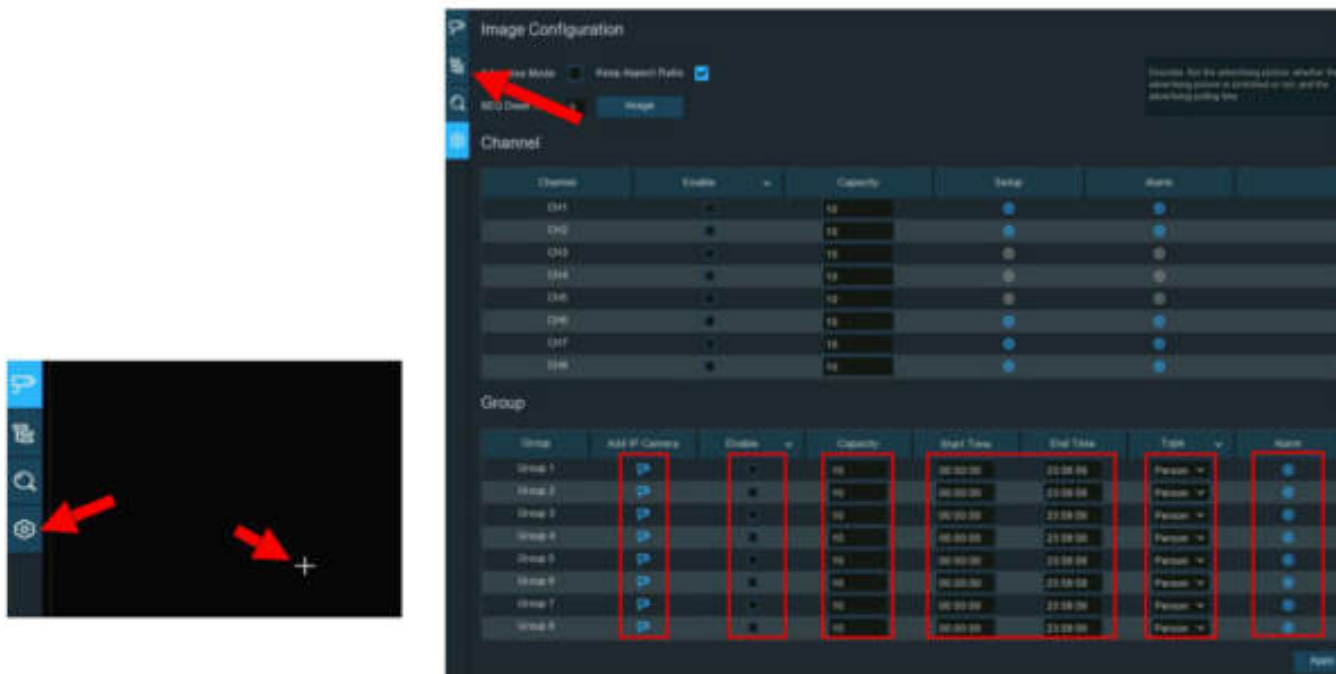 Image Configuration
Mode Keep Aspect Ratio
Image
Channel
Channel Enable Capacity Setup Alarm
CH1 10
CH2 10
CH3 10
CH4 10
CH5 10
CH6 10
CH7 10
CH8 10
Group
Group Add IP Camera Enable Capacity Start Time End Time Type Alarm
Group 1 10 00:00:00 23:59:59 Person
Group 2 10 00:00:00 23:59:59 Person
Group 3 10 00:00:00 23:59:59 Person
Group 4 10 00:00:00 23:59:59 Person
Group 5 10 00:00:00 23:59:59 Person
Group 6 10 00:00:00 23:59:59 Person
Group 7 10 00:00:00 23:59:59 Person
Group 8 10 00:00:00 23:59:59 Person
Apply